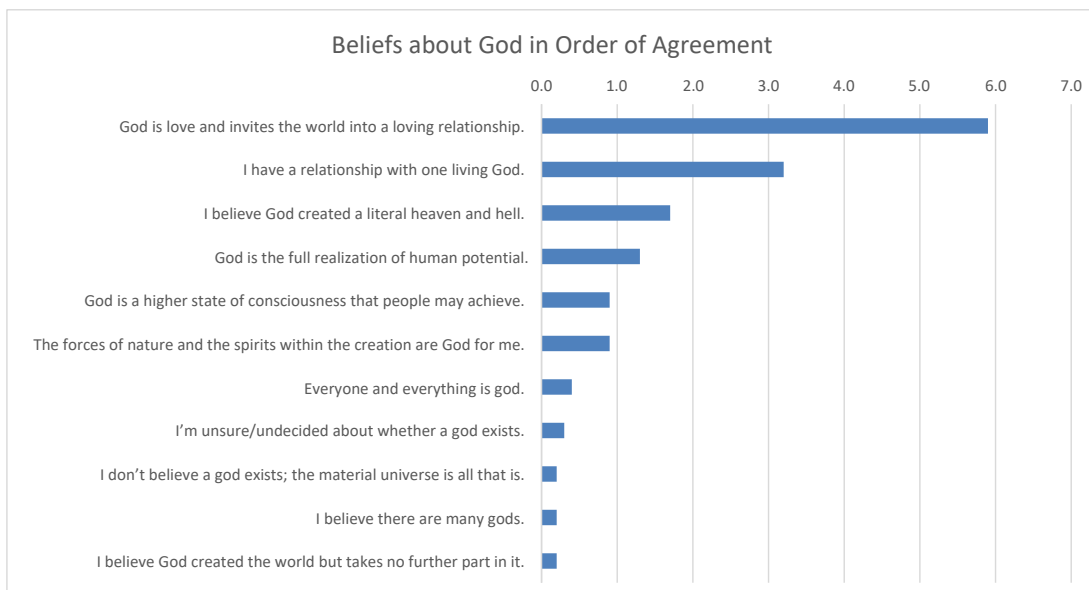 Beliefs about God in Order of Agreement
0.0 1.0 2.0 3.0 4.0 5.0 6.0 7.0
God is love and invites the world into a loving relationship.
I have a relationship with one living God.
I believe God created a literal heaven and hell.
God is the full realization of human potential.
God is a higher state of consciousness that people may achieve.
The forces of nature and the spirits within the creation are God for me.
Everyone and everything is god.
I’m unsure/undecided about whether a god exists.
I don’t believe a god exists; the material universe is all that is.
I believe there are many gods.
I believe God created the world but takes no further part in it.